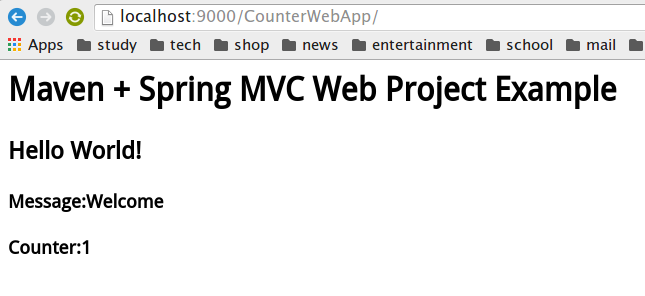 localhost:9000/CounterWebApp/
Apps study tech shop news entertainment school mail
Maven + Spring MVC Web Project Example
Hello World!
Message:Welcome
Counter:1